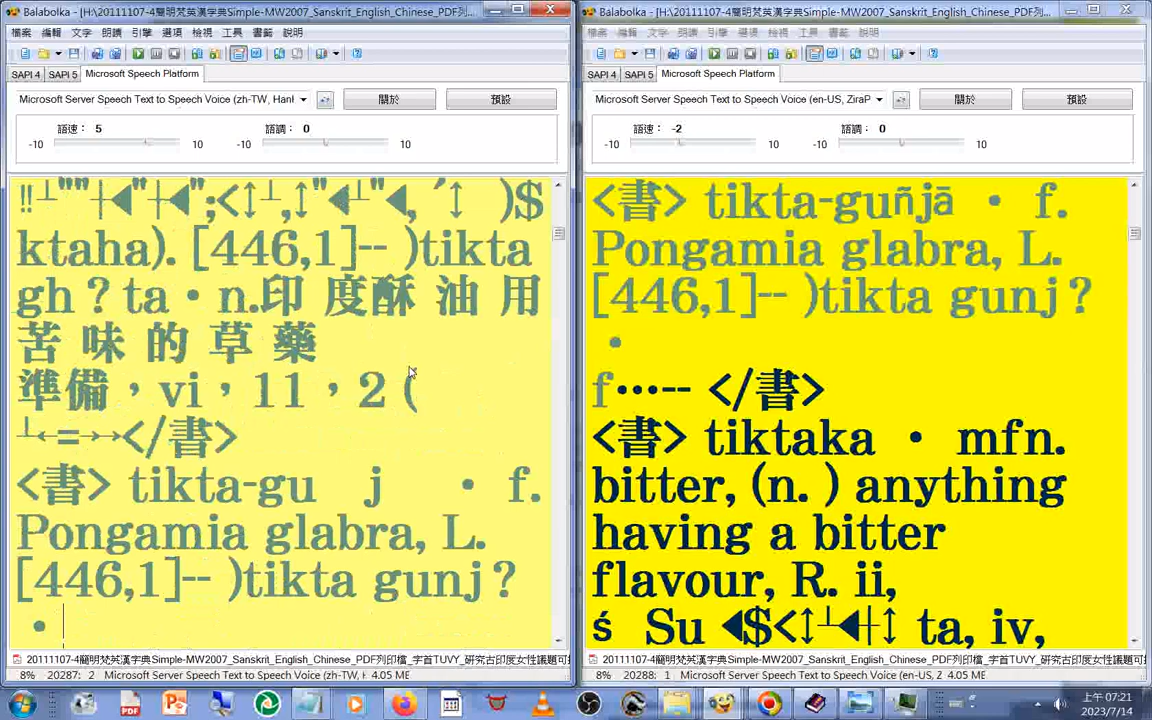 Balabolka - [H:\20111107-4簡明梵英漢字典Simple-MW2007_Sanskrit_English_Chinese_PDF列...
檔案 編輯 文字 朗讀 引擎 選項 檢視 工具 書籤 說明
SAPI 4 SAPI 5 Microsoft Speech Platform
Microsoft Server Speech Text to Speech Voice (zh-TW, Hanl 關於 預設
語速： 5 語調： 0
-10 10 -10 10
)$
ktaha). [446,1]-- )tikta
gh？ta・n.印 度酥 油 用
苦 味 的 草 藥
準備，vi，11，2 (
┴←=→→</書>
<書> tikta-gu j ・ f.
Pongamia glabra, L.
[446,1]-- )tikta gunj？
・
20111107-4簡明梵英漢字典Simple-MW2007_Sanskrit_English_Chinese_PDF列印檔_字首TUVY_研究古印度女性議題可
8% 20287: 2 Microsoft Server Speech Text to Speech Voice (zh-TW, H 4.05 ME
Balabolka - [H:\20111107-4簡明梵英漢字典Simple-MW2007_Sanskrit_English_Chinese_PDF列...
檔案 編輯 文字 朗讀 引擎 選項 檢視 工具 書籤 說明
SAPI 4 SAPI 5 Microsoft Speech Platform
Microsoft Server Speech Text to Speech Voice (en-US, ZiraP 關於 預設
語速： -2 語調： 0
-10 10 -10 10
<書> tikta-guñjā ・ f.
Pongamia glabra, L.
[446,1]-- )tikta gunj？
・
f…-- </書>
<書> tiktaka ・ mfn.
bitter, (n. ) anything
having a bitter
flavour, R. ii,
ś Su ◀$<↕┴◀┼↕ ta, iv,
20111107-4簡明梵英漢字典Simple-MW2007_Sanskrit_English_Chinese_PDF列印檔_字首TUVY_研究古印度女性議題可
8% 20288: 1 Microsoft Server Speech Text to Speech Voice (en-US, Z 4.05 ME
上午 07:21
2023/7/14